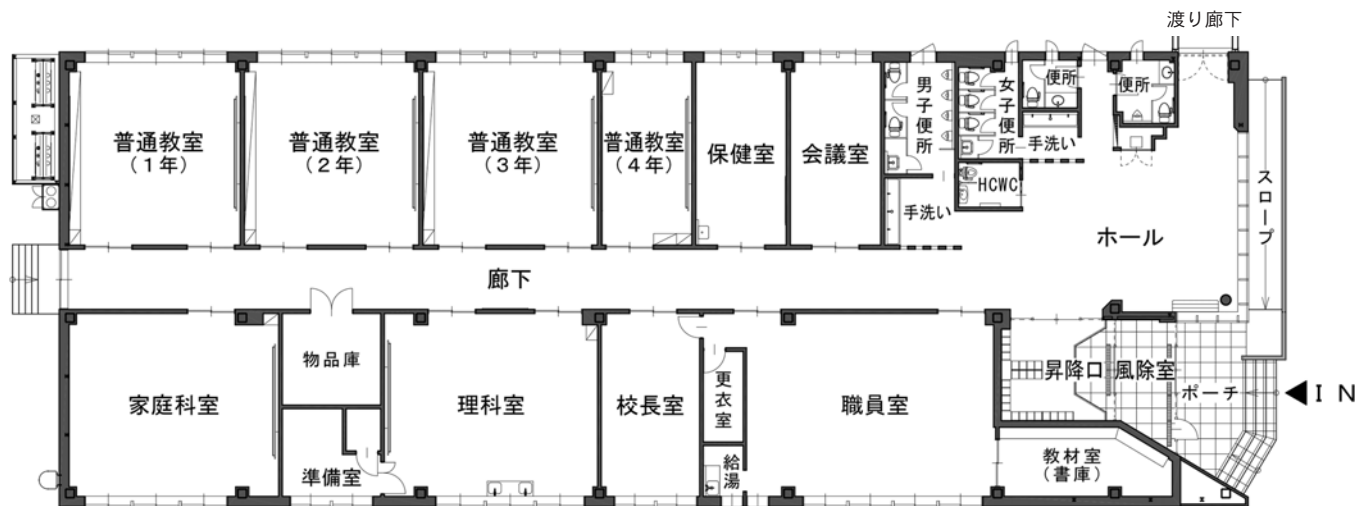 渡り廊下
普通教室
(1年)
普通教室
(2年)
普通教室
(3年)
普通教室
(4年)
保健室
会議室
男子便所
女子便所
便所
便所
手洗い
HCWC
手洗い
スロープ
ホール
廊下
物品庫
家庭科室
準備室
理科室
校長室
更衣室
給湯
職員室
昇降口
風除室
ポーチ
IN
教材室
(書庫)